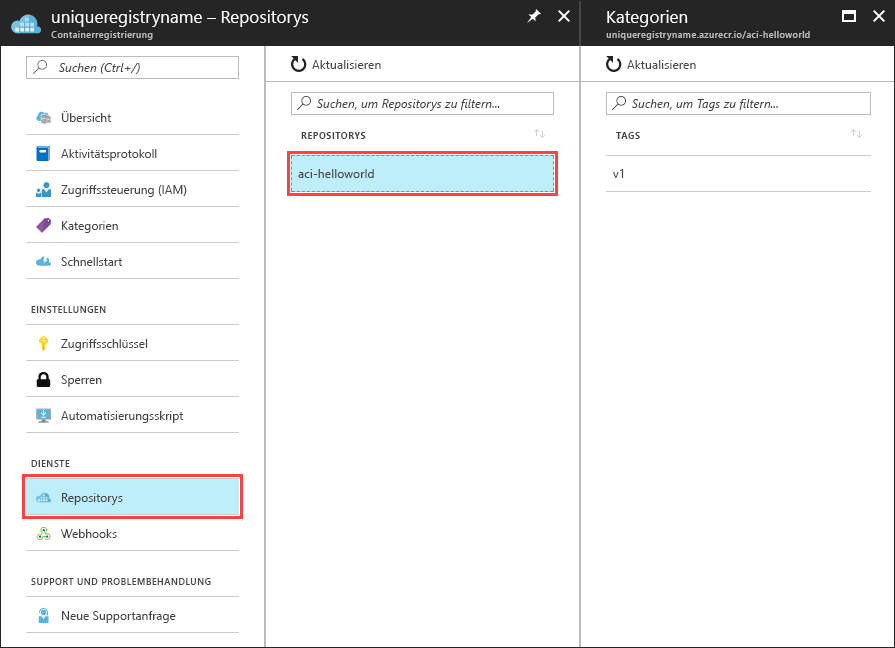 uniqueregistryname – Repositorys
Containerregistrierung
Suchen (Ctrl+/)
Übersicht
Aktivitätsprotokoll
Zugriffssteuerung (IAM)
Kategorien
Schnellstart
EINSTELLUNGEN
Zugriffsschlüssel
Sperren
Automatisierungsskript
DIENSTE
Repositorys
Webhooks
SUPPORT UND PROBLEMBEHANDLUNG
Neue Supportanfrage
Aktualisieren
Suchen, um Repositorys zu filtern...
REPOSITORYS
aci-helloworld
Kategorien
uniqueregistryname.azurecr.io/aci-helloworld
Aktualisieren
Suchen, um Tags zu filtern...
TAGS
v1